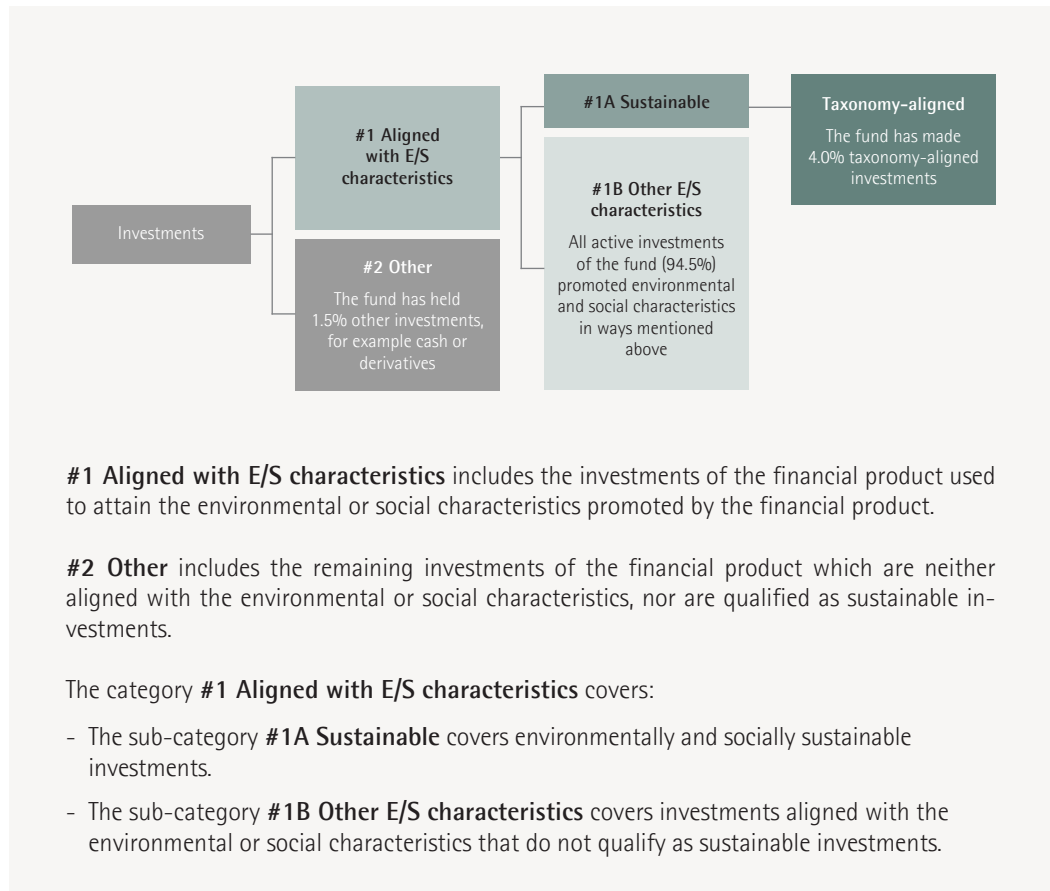 Investments
#1 Aligned
with E/S
characteristics
#2 Other
The fund has held
1.5% other investments,
for example cash or
derivatives
#1A Sustainable
#1B Other E/S
characteristics
All active investments
of the fund (94.5%)
promoted environmental
and social characteristics
in ways mentioned
above
Taxonomy-aligned
The fund has made
4.0% taxonomy-aligned
investments
#1 Aligned with E/S characteristics includes the investments of the financial product used
to attain the environmental or social characteristics promoted by the financial product.
#2 Other includes the remaining investments of the financial product which are neither
aligned with the environmental or social characteristics, nor are qualified as sustainable in-
vestments.
The category #1 Aligned with E/S characteristics covers:
- The sub-category #1A Sustainable covers environmentally and socially sustainable
investments.
- The sub-category #1B Other E/S characteristics covers investments aligned with the
environmental or social characteristics that do not qualify as sustainable investments.